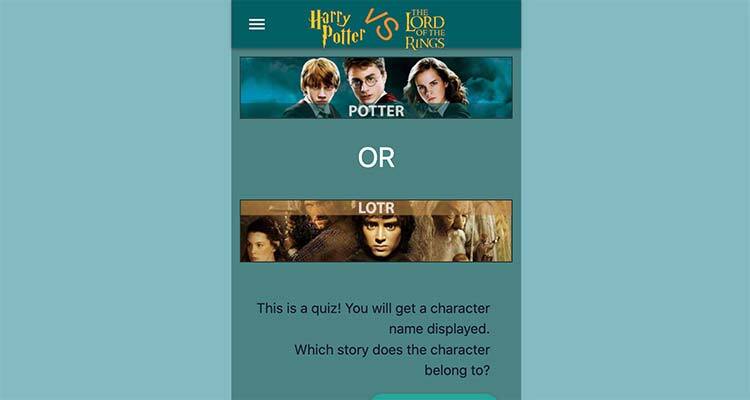 Harry
Potter
VS
THE
LORD
OF THE
RINGS
POTTER
OR
LOTR
This is a quiz! You will get a character
name displayed.
Which story does the character
belong to?